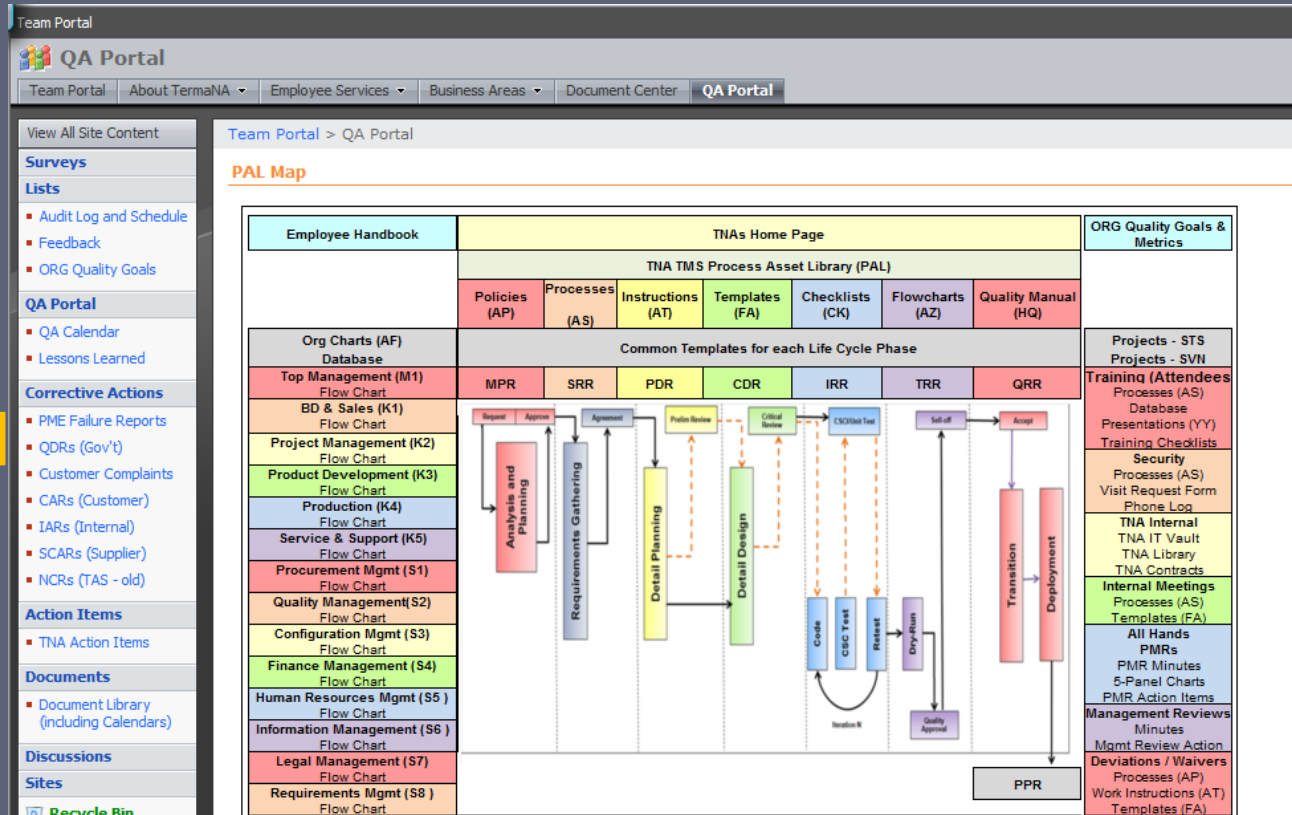 Team Portal
QA Portal
Team Portal
About TermaNA
Employee Services
Business Areas
Document Center
QA Portal
View All Site Content
Surveys
Lists
Audit Log and Schedule
Feedback
ORG Quality Goals
QA Portal
QA Calendar
Lessons Learned
Corrective Actions
PME Failure Reports
QDRs (Gov't)
Customer Complaints
CARs (Customer)
IARs (Internal)
SCARs (Supplier)
NCRs (TAS - old)
Action Items
TNA Action Items
Documents
Document Library
(including Calendars)
Discussions
Sites
Recycle Bin
Team Portal > QA Portal
PAL Map
Employee Handbook
TNAs Home Page
ORG Quality Goals &
Metrics
TNA TMS Process Asset Library (PAL)
Policies
(AP)
Processes
(AS)
Instructions
(AT)
Templates
(FA)
Checklists
(CK)
Flowcharts
(AZ)
Quality Manual
(HQ)
Org Charts (AF)
Database
Common Templates for each Life Cycle Phase
Projects - STS
Projects - SVN
Top Management (M1)
Flow Chart
BD & Sales (K1)
Flow Chart
Project Management (K2)
Flow Chart
Product Development (K3)
Flow Chart
Production (K4)
Flow Chart
Service & Support (K5)
Flow Chart
Procurement Mgmt (S1)
Flow Chart
Quality Management(S2)
Flow Chart
Configuration Mgmt (S3)
Flow Chart
Finance Management (S4)
Flow Chart
Human Resources Mgmt (S5 )
Flow Chart
Information Management (S6 )
Flow Chart
Legal Management (S7)
Flow Chart
Requirements Mgmt (S8 )
Flow Chart
MPR
SRR
PDR
CDR
IRR
TRR
QRR
Request
Approve
Agreement
Prelim Review
Critical
Review
CSCI/Unit Test
Sell-off
Accept
Analysis and
Planning
Requirements Gathering
Detail Planning
Detail Design
Code
CSC Test
Retest
Dry-Run
Transition
Deployment
Iteration N
Quality
Approval
PPR
Training (Attendees
Processes (AS)
Database
Presentations (YY)
Training Checklists
Security
Processes (AS)
Visit Request Form
Phone Log
TNA Internal
TNA IT Vault
TNA Library
TNA Contracts
Internal Meetings
Processes (AS)
Templates (FA)
All Hands
PMRs
PMR Minutes
5-Panel Charts
PMR Action Items
Management Reviews
Minutes
Mgmt Review Action
Deviations / Waivers
Processes (AP)
Work Instructions (AT)
Templates (FA)